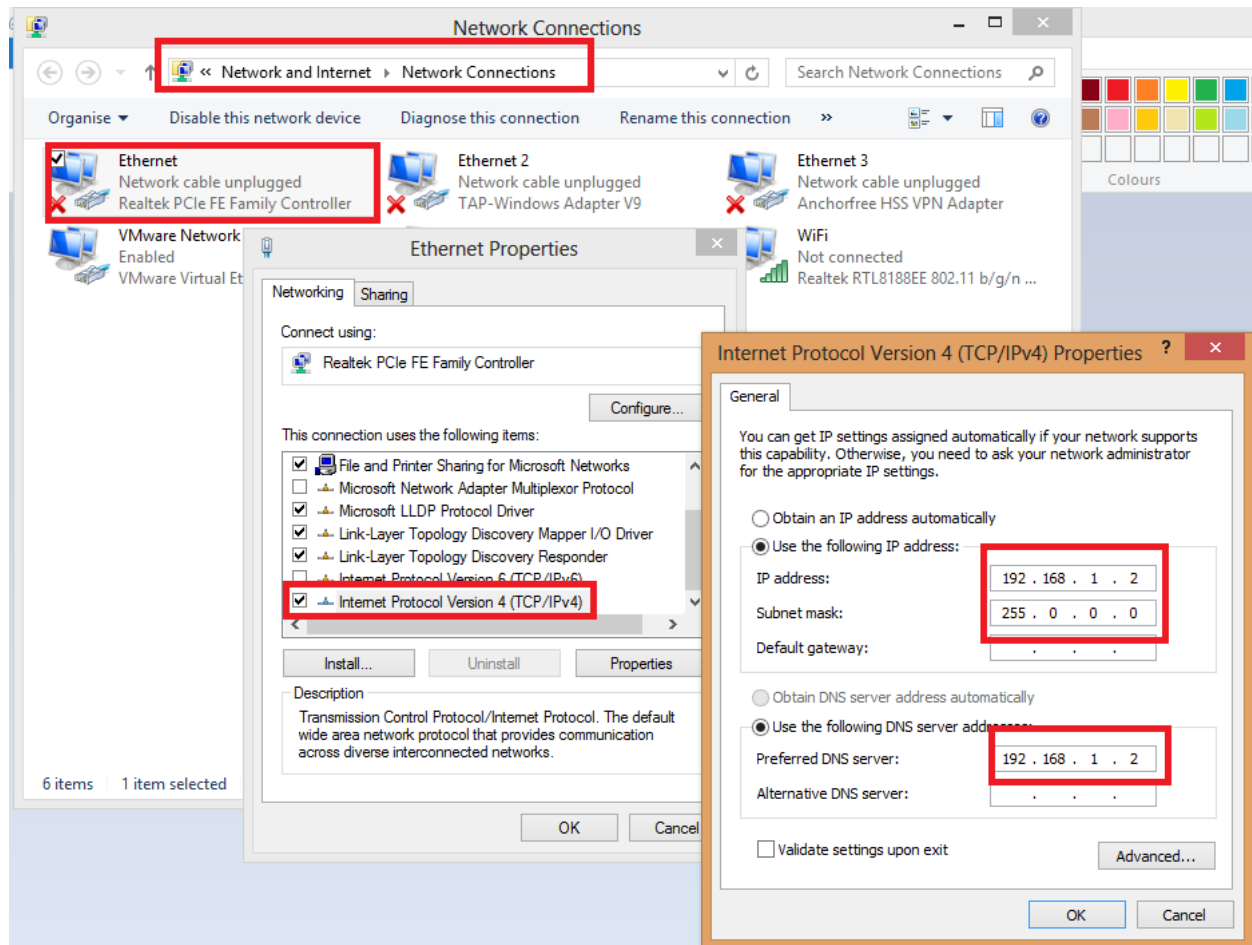 Network Connections
« Network and Internet ▸ Network Connections
Search Network Connections
Organise
Disable this network device
Diagnose this connection
Rename this connection
»
Ethernet
Network cable unplugged
Realtek PCIe FE Family Controller
Ethernet 2
Network cable unplugged
TAP-Windows Adapter V9
Ethernet 3
Network cable unplugged
Anchorfree HSS VPN Adapter
VMware Network
Enabled
VMware Virtual Et
WiFi
Not connected
Realtek RTL8188EE 802.11 b/g/n ...
6 items
1 item selected
Colours
Ethernet Properties
Networking
Sharing
Connect using:
Realtek PCIe FE Family Controller
Configure...
This connection uses the following items:
File and Printer Sharing for Microsoft Networks
Microsoft Network Adapter Multiplexor Protocol
Microsoft LLDP Protocol Driver
Link-Layer Topology Discovery Mapper I/O Driver
Link-Layer Topology Discovery Responder
Internet Protocol Version 6 (TCP/IPv6)
Internet Protocol Version 4 (TCP/IPv4)
Install...
Uninstall
Properties
Description
Transmission Control Protocol/Internet Protocol. The default
wide area network protocol that provides communication
across diverse interconnected networks.
OK
Cancel
Internet Protocol Version 4 (TCP/IPv4) Properties
?
General
You can get IP settings assigned automatically if your network supports
this capability. Otherwise, you need to ask your network administrator
for the appropriate IP settings.
Obtain an IP address automatically
Use the following IP address:
IP address: 192 . 168 . 1 . 2
Subnet mask: 255 . 0 . 0 . 0
Default gateway: . . .
Obtain DNS server address automatically
Use the following DNS server addresses:
Preferred DNS server: 192 . 168 . 1 . 2
Alternative DNS server: . . .
Validate settings upon exit
Advanced...
OK
Cancel